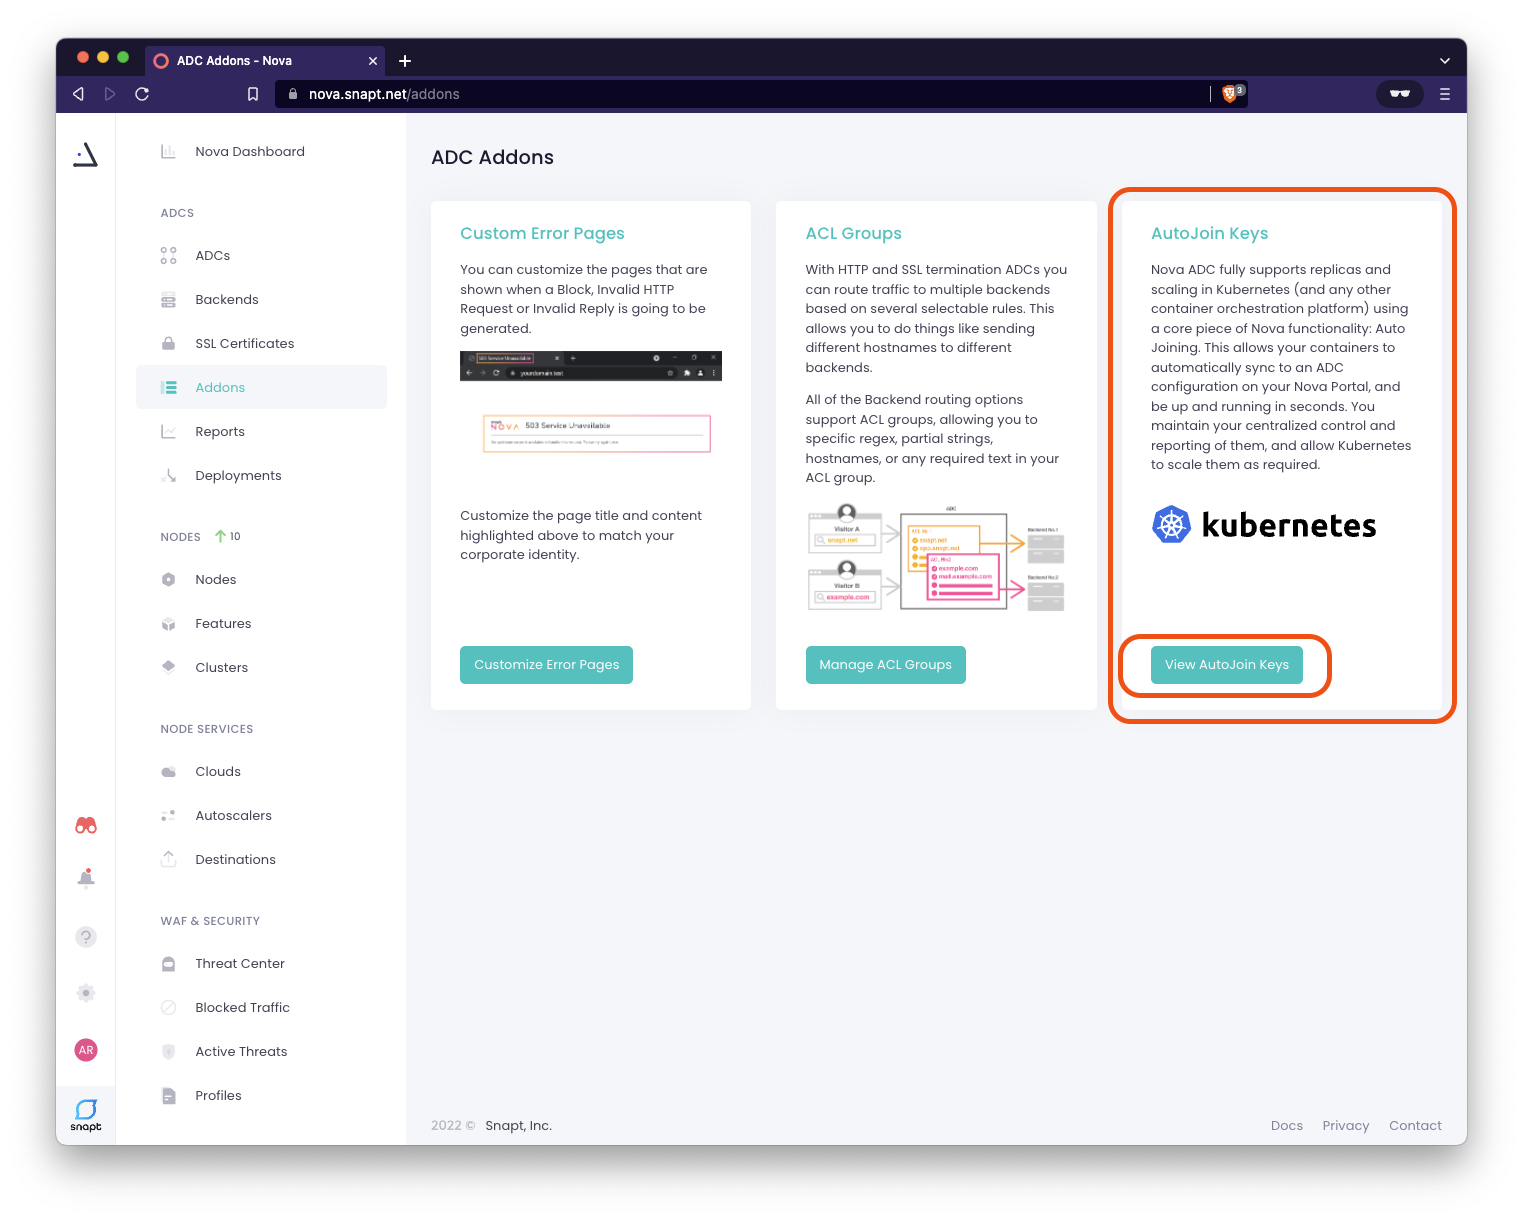 ADC Addons - Nova
nova.snapt.net/addons
3
Nova Dashboard
ADCS
ADCs
Backends
SSL Certificates
Addons
Reports
Deployments
NODES 10
Nodes
Features
Clusters
NODE SERVICES
Clouds
Autoscalers
Destinations
WAF & SECURITY
Threat Center
Blocked Traffic
Active Threats
Profiles
AR
snapt
ADC Addons
Custom Error Pages
You can customize the pages that are
shown when a Block, Invalid HTTP
Request or Invalid Reply is going to be
generated.
503 Service Unavailable
yourdomain.test
NOVA 503 Service Unavailable
Customize the page title and content
highlighted above to match your
corporate identity.
Customize Error Pages
ACL Groups
With HTTP and SSL termination ADCs you
can route traffic to multiple backends
based on several selectable rules. This
allows you to do things like sending
different hostnames to different
backends.
All of the Backend routing options
support ACL groups, allowing you to
specific regex, partial strings,
hostnames, or any required text in your
ACL group.
ADC
Visitor A
snapt.net
snapt.net
app.snapt.net
Backend No.1
Visitor B
example.com
ACL No.2
example.com
mail.example.com
Backend No.2
Manage ACL Groups
AutoJoin Keys
Nova ADC fully supports replicas and
scaling in Kubernetes (and any other
container orchestration platform) using
a core piece of Nova functionality: Auto
Joining. This allows your containers to
automatically sync to an ADC
configuration on your Nova Portal, and
be up and running in seconds. You
maintain your centralized control and
reporting of them, and allow Kubernetes
to scale them as required.
kubernetes
View AutoJoin Keys
2022 © Snapt, Inc.
Docs Privacy Contact